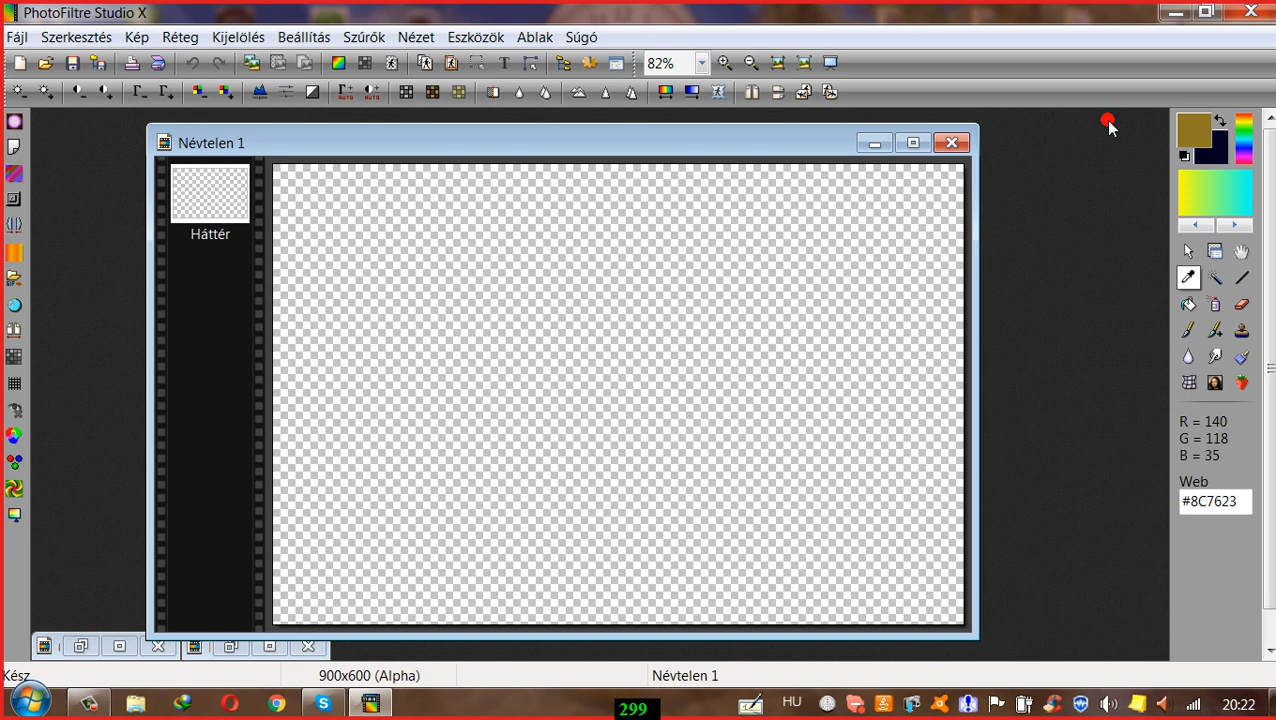 PhotoFiltre Studio X
Fájl Szerkesztés Kép Réteg Kijelölés Beállítás Szűrők Nézet Eszközök Ablak Súgó
82%
Névtelen 1
Háttér
R = 140
G = 118
B = 35
Web
#8C7623
Kész 900x600 (Alpha) Névtelen 1
299
HU
20:22